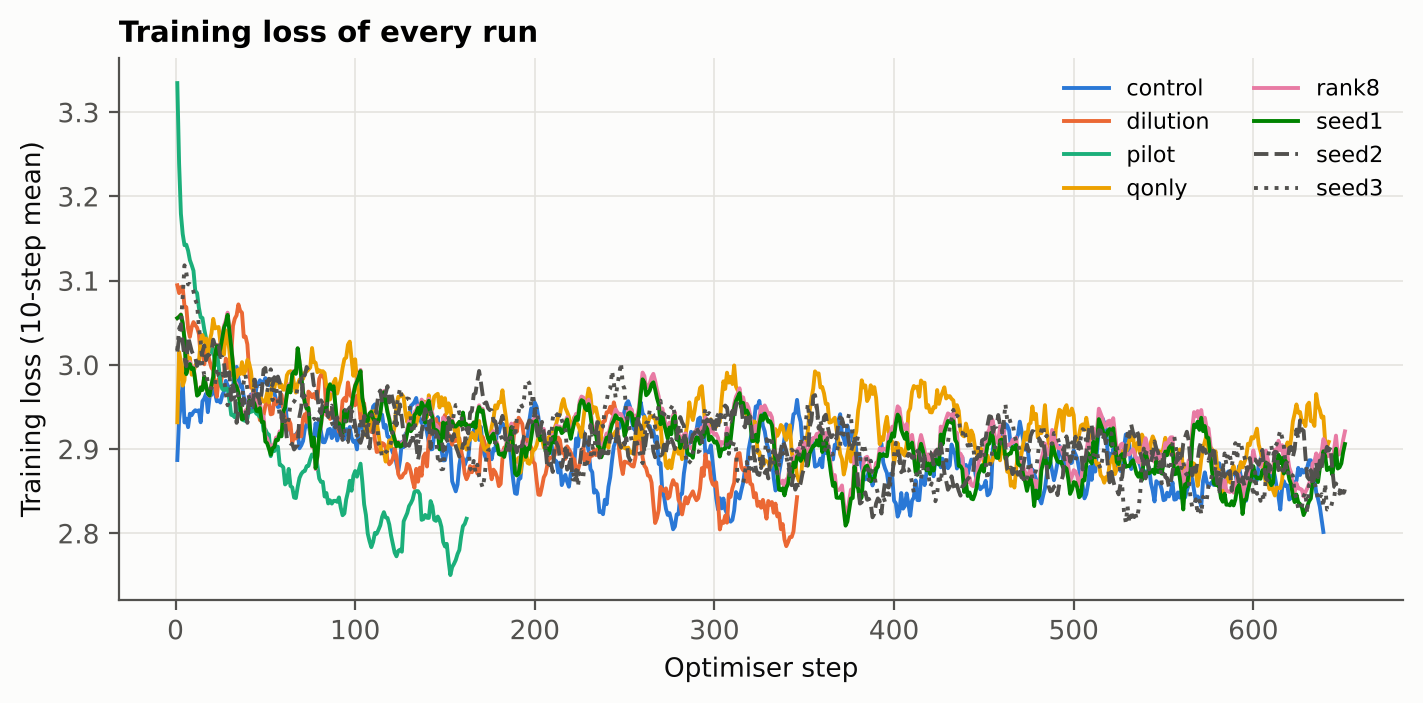 Training loss of every run
Training loss (10-step mean)
3.3
3.2
3.1
3.0
2.9
2.8
control
dilution
pilot
qonly
rank8
seed1
seed2
seed3
0 100 200 300 400 500 600
Optimiser step